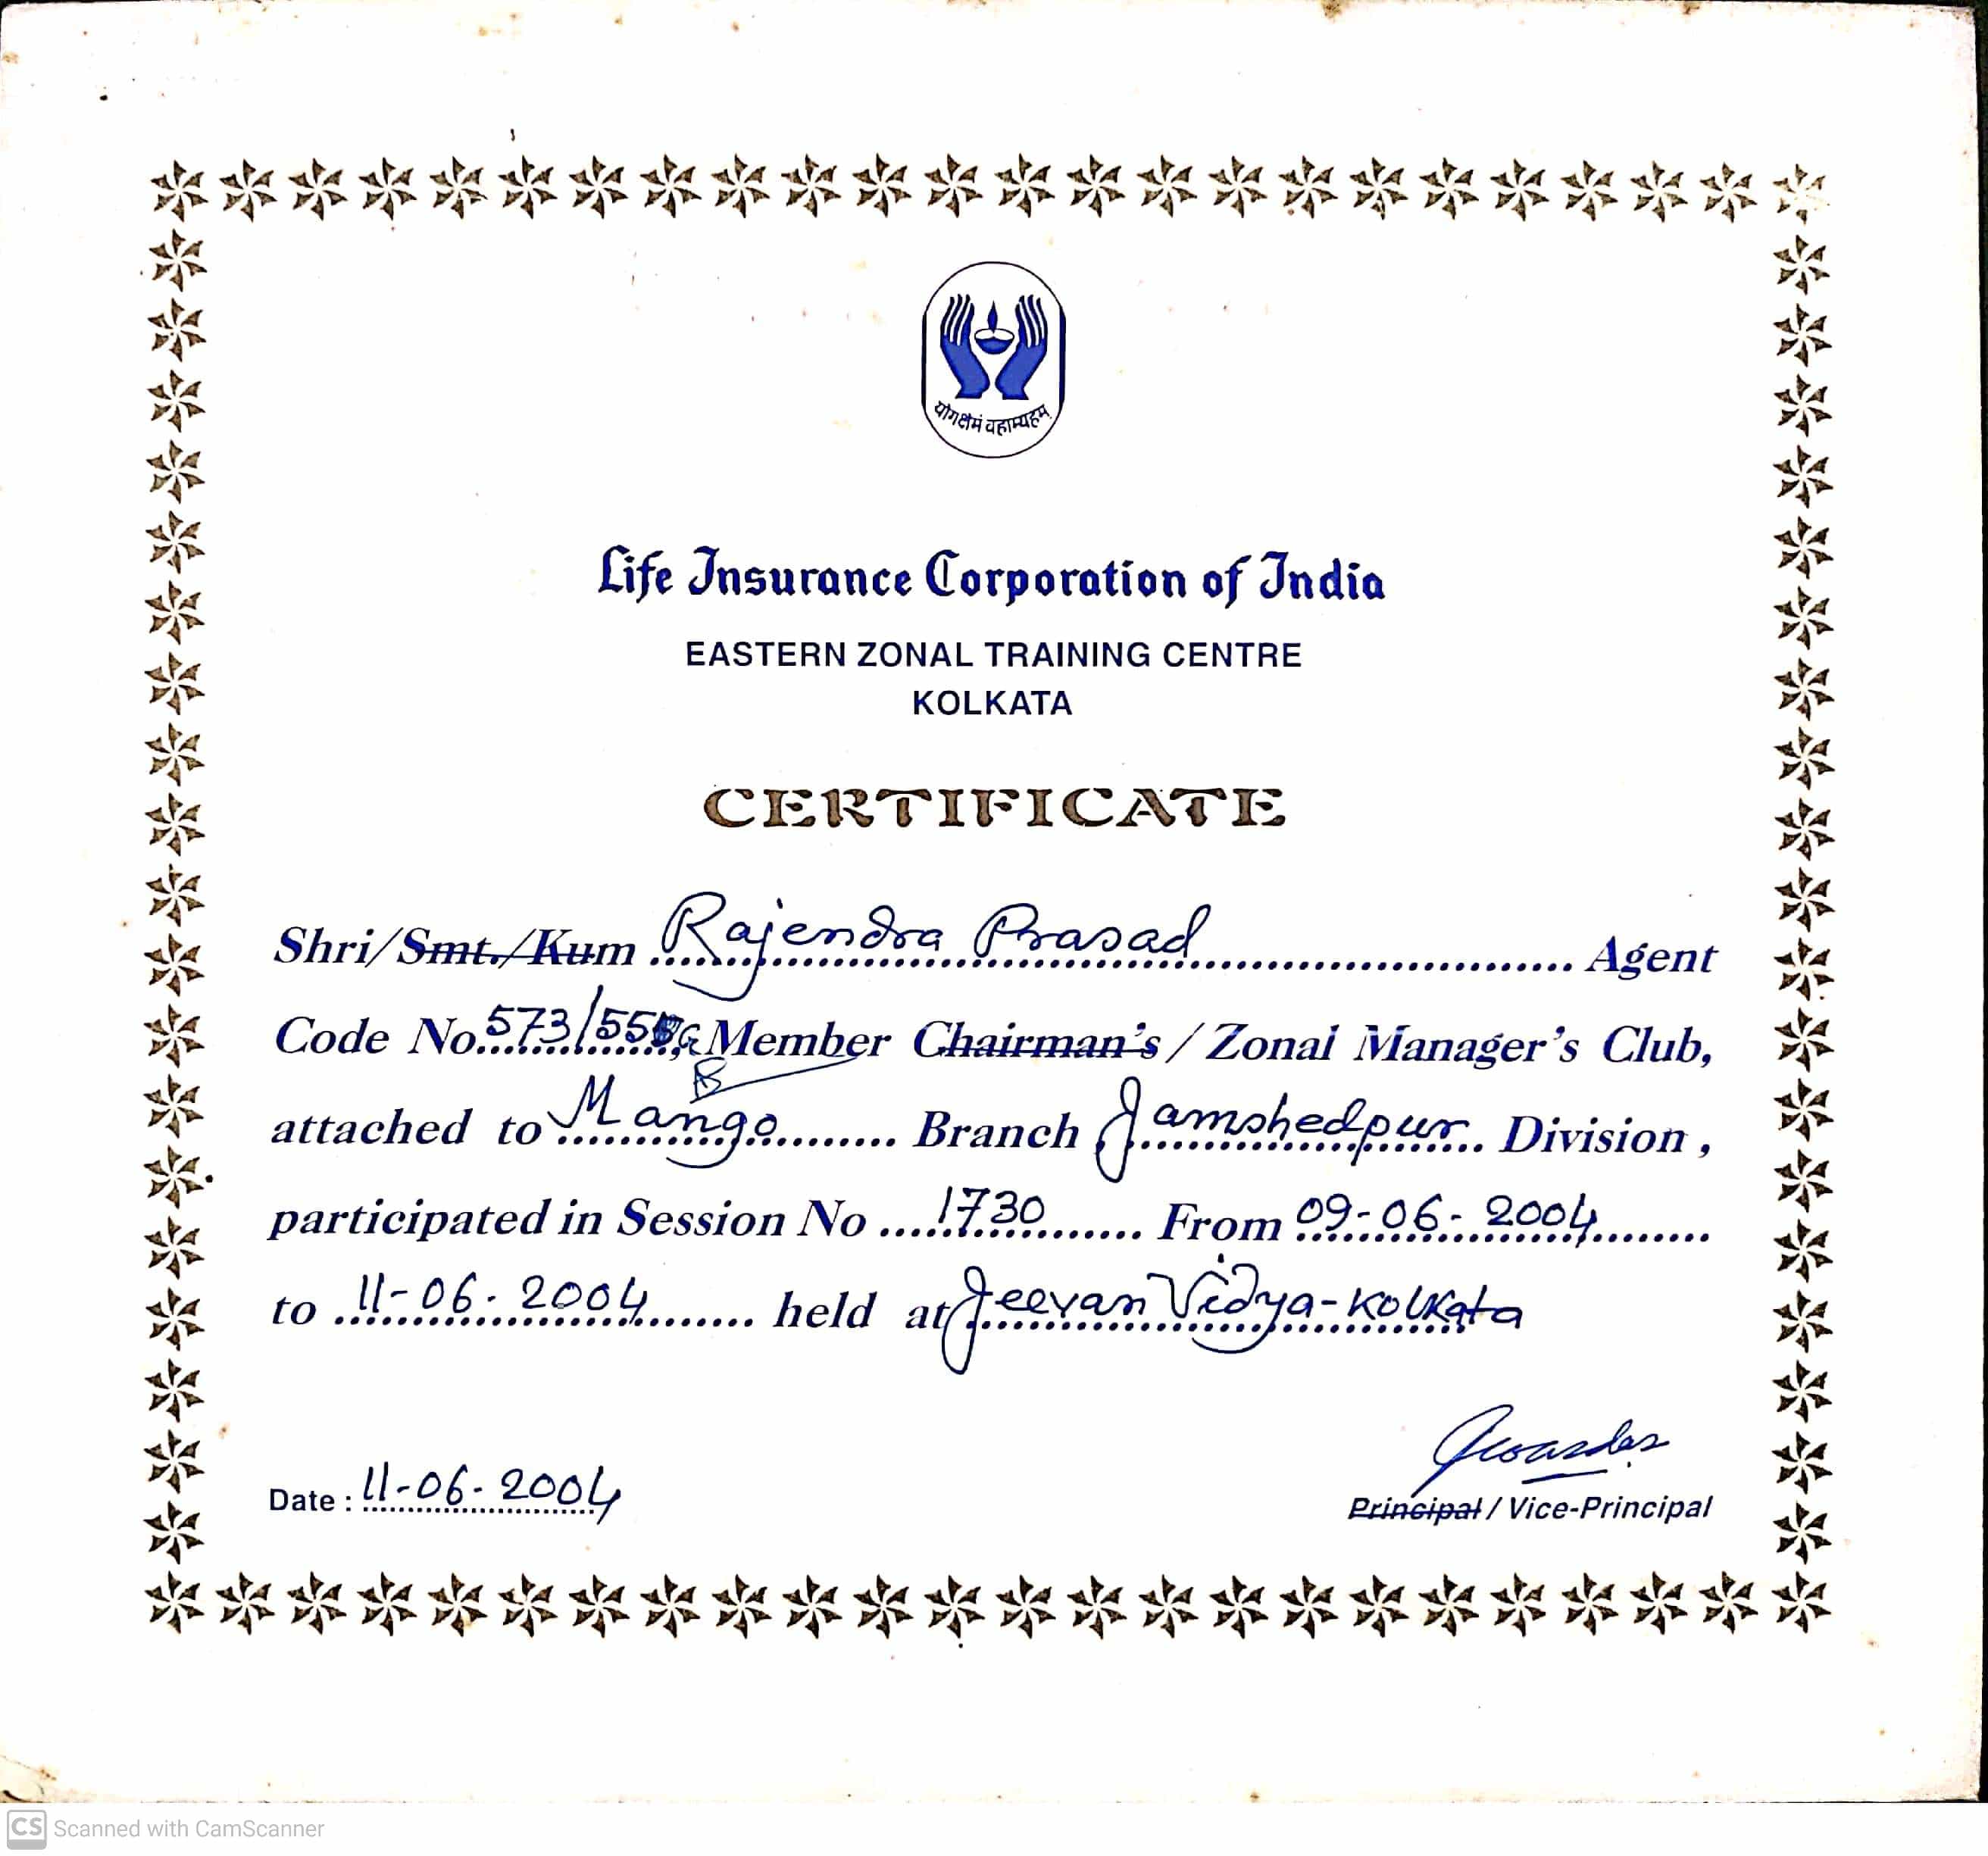 योगक्षेमं वहाम्यहम्
Life Insurance Corporation of India
EASTERN ZONAL TRAINING CENTRE
KOLKATA
CERTIFICATE
Shri/Smt./Kum Rajendra Prasad Agent
Code No. 573/55 Member Chairman's / Zonal Manager's Club,
attached to Mango Branch Jamshedpur Division,
participated in Session No 1730 From 09-06-2004
to 11-06-2004 held at Jeevan Vidya-Kolkata
Date : 11-06-2004
Principal / Vice-Principal
CS Scanned with CamScanner